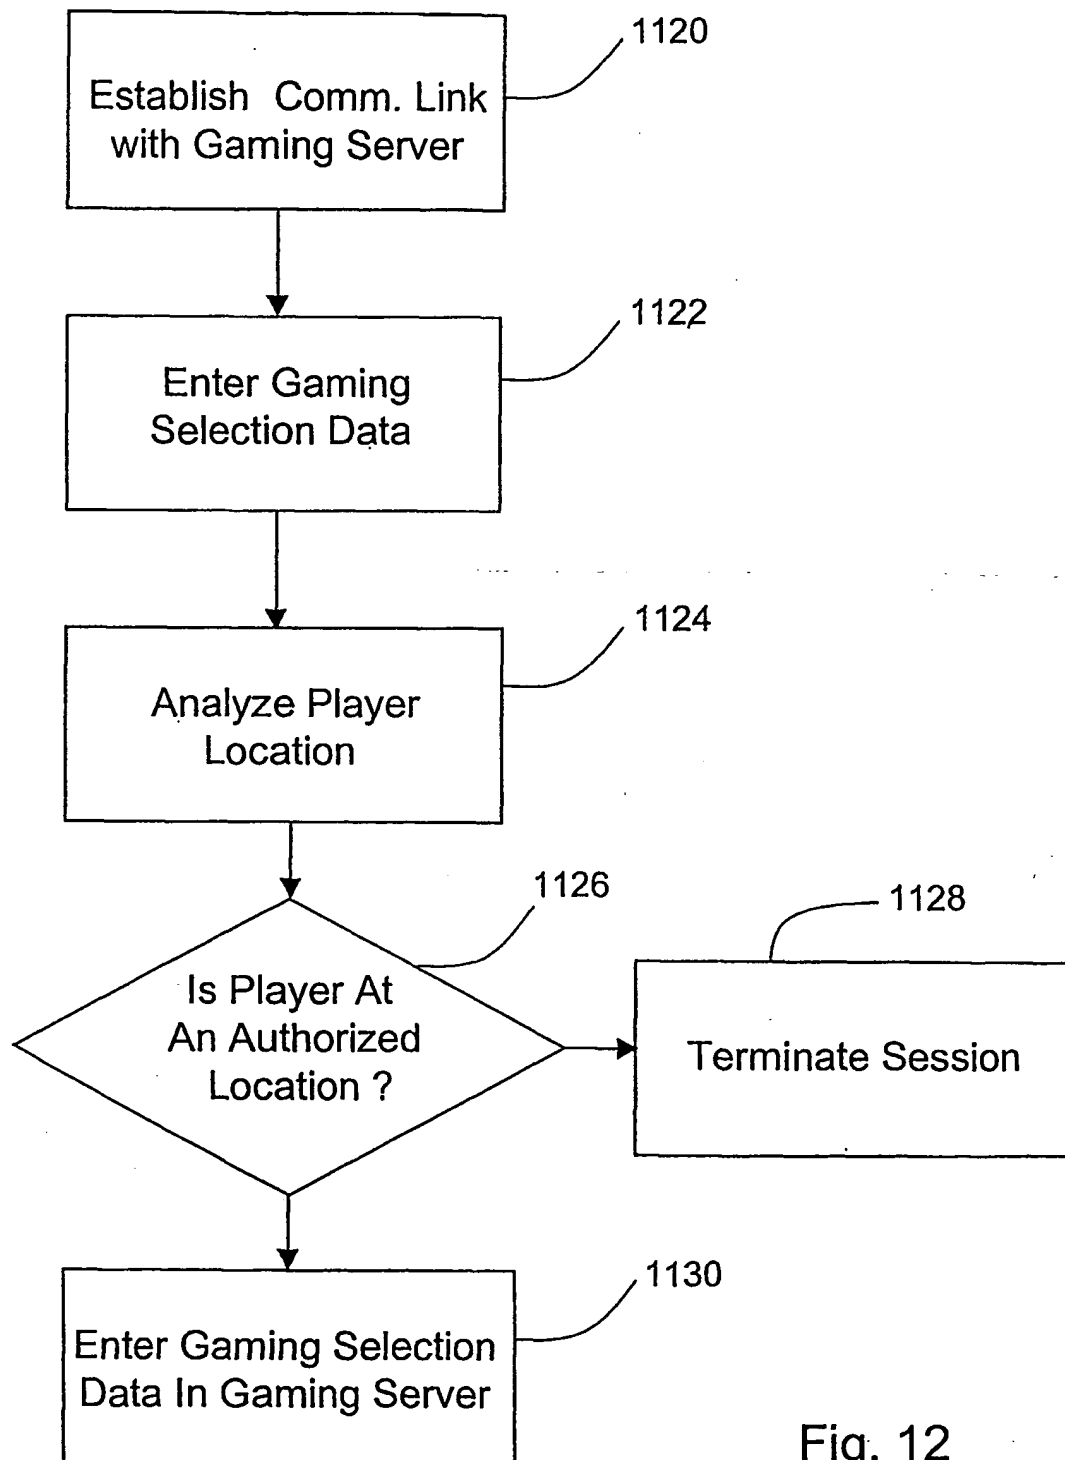 1120
Establish Comm. Link
with Gaming Server
1122
Enter Gaming
Selection Data
1124
Analyze Player
Location
1126
Is Player At
An Authorized
Location ?
1128
Terminate Session
1130
Enter Gaming Selection
Data In Gaming Server
Fig. 12